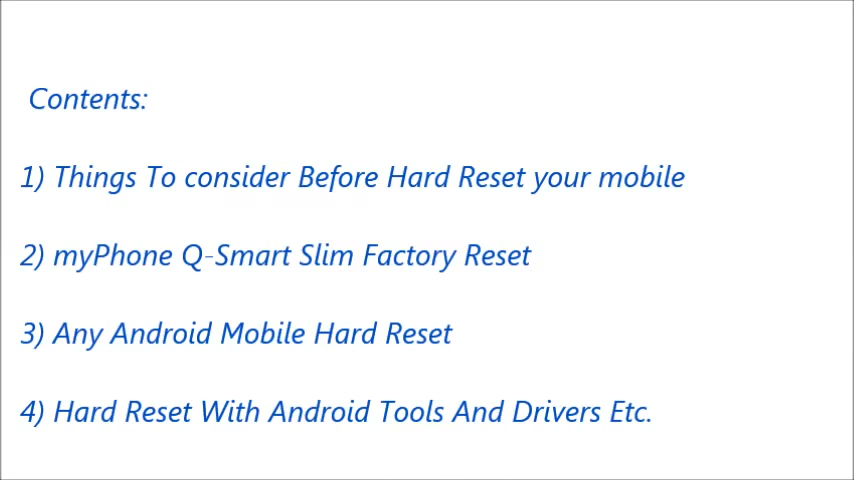 Contents:
1) Things To consider Before Hard Reset your mobile
2) myPhone Q-Smart Slim Factory Reset
3) Any Android Mobile Hard Reset
4) Hard Reset With Android Tools And Drivers Etc.